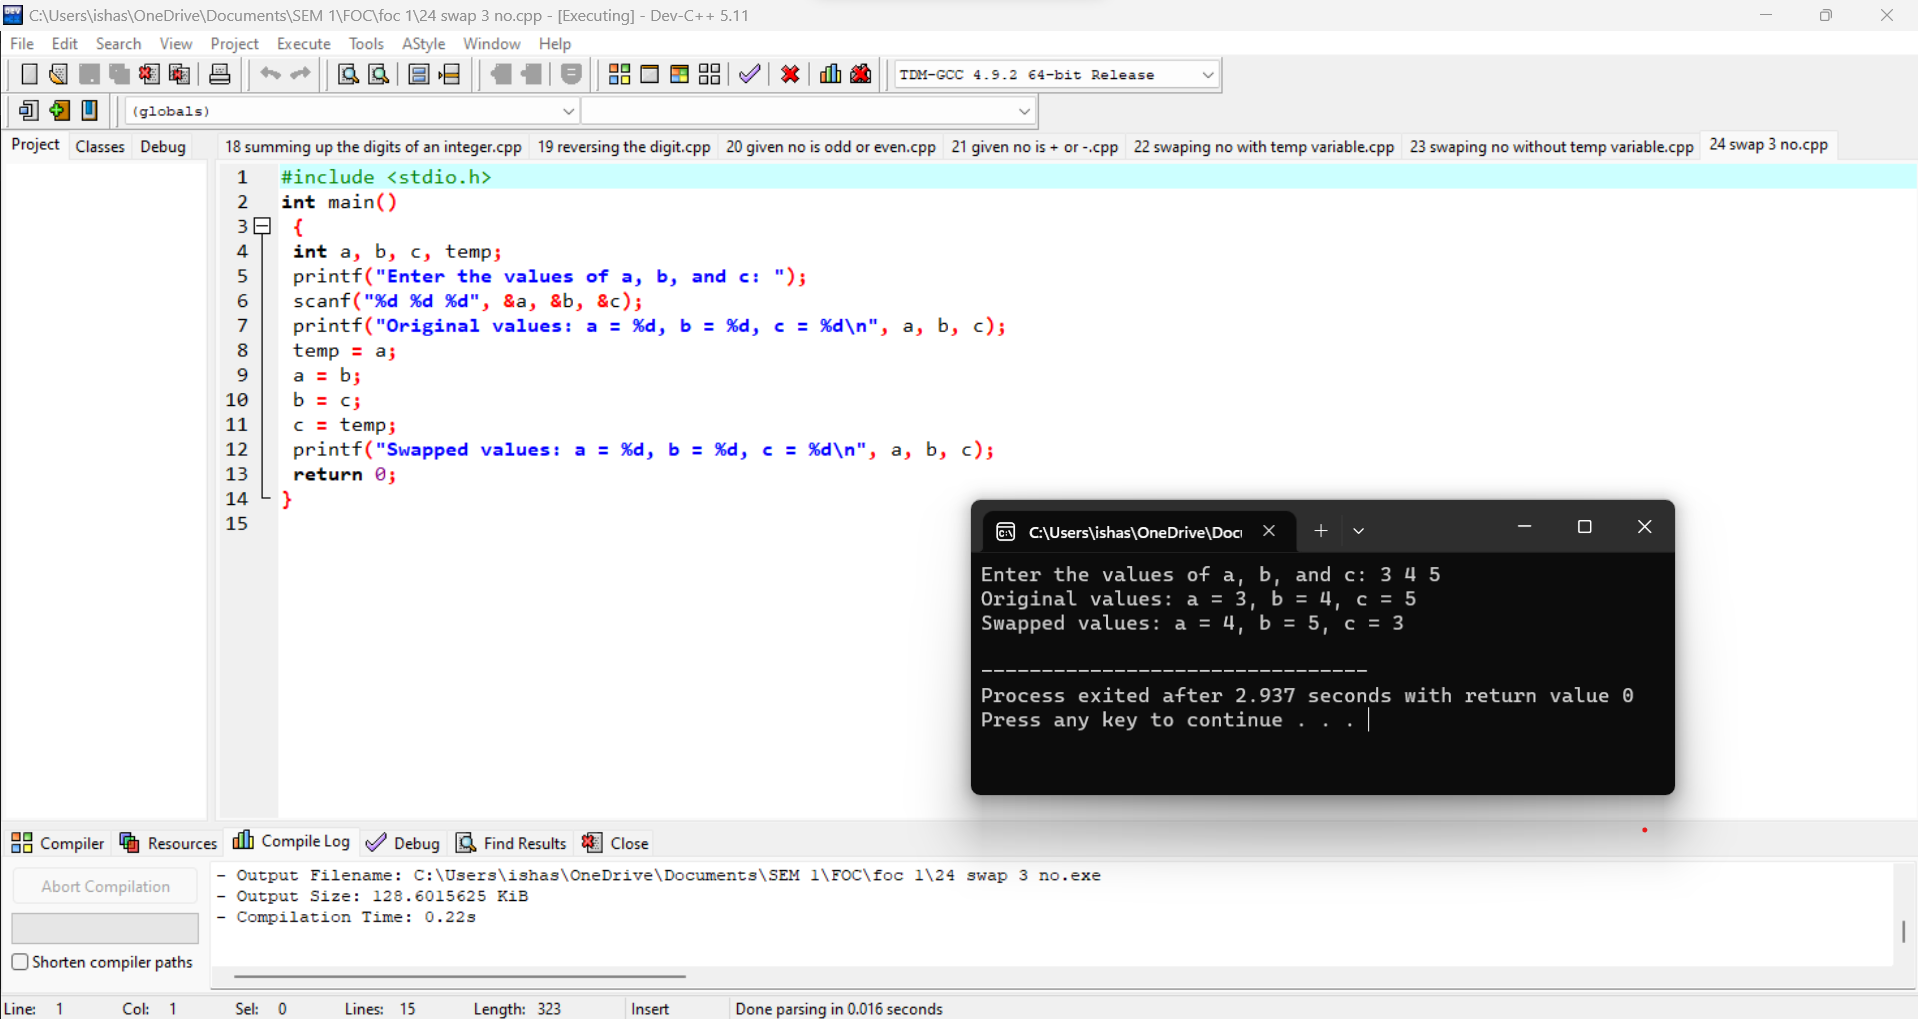 C:\Users\ishas\OneDrive\Documents\SEM 1\FOC\foc 1\24 swap 3 no.cpp - [Executing] - Dev-C++ 5.11
File Edit Search View Project Execute Tools AStyle Window Help
TDM-GCC 4.9.2 64-bit Release
(globals)
Project Classes Debug
18 summing up the digits of an integer.cpp 19 reversing the digit.cpp 20 given no is odd or even.cpp 21 given no is + or -.cpp 22 swaping no with temp variable.cpp 23 swaping no without temp variable.cpp 24 swap 3 no.cpp
1 #include <stdio.h>
2 int main()
3 {
4 int a, b, c, temp;
5 printf("Enter the values of a, b, and c: ");
6 scanf("%d %d %d", &a, &b, &c);
7 printf("Original values: a = %d, b = %d, c = %d\n", a, b, c);
8 temp = a;
9 a = b;
10 b = c;
11 c = temp;
12 printf("Swapped values: a = %d, b = %d, c = %d\n", a, b, c);
13 return 0;
14 }
15
C:\Users\ishas\OneDrive\Doc
Enter the values of a, b, and c: 3 4 5
Original values: a = 3, b = 4, c = 5
Swapped values: a = 4, b = 5, c = 3
--------------------------------
Process exited after 2.937 seconds with return value 0
Press any key to continue . . .
Compiler Resources Compile Log Debug Find Results Close
Abort Compilation
Shorten compiler paths
- Output Filename: C:\Users\ishas\OneDrive\Documents\SEM 1\FOC\foc 1\24 swap 3 no.exe
- Output Size: 128.6015625 KiB
- Compilation Time: 0.22s
Line: 1 Col: 1 Sel: 0 Lines: 15 Length: 323 Insert Done parsing in 0.016 seconds